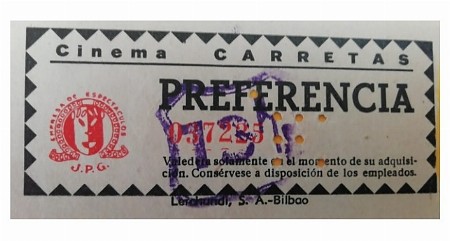 Cinema CARRETAS
PREFERENCIA
EMPRESA DE ESPECTACULOS
J.P.G.
Valedera solamente en el momento de su adquisi-
ción. Consérvese a disposición de los empleados.
Lerchundi, S. A.-Bilbao